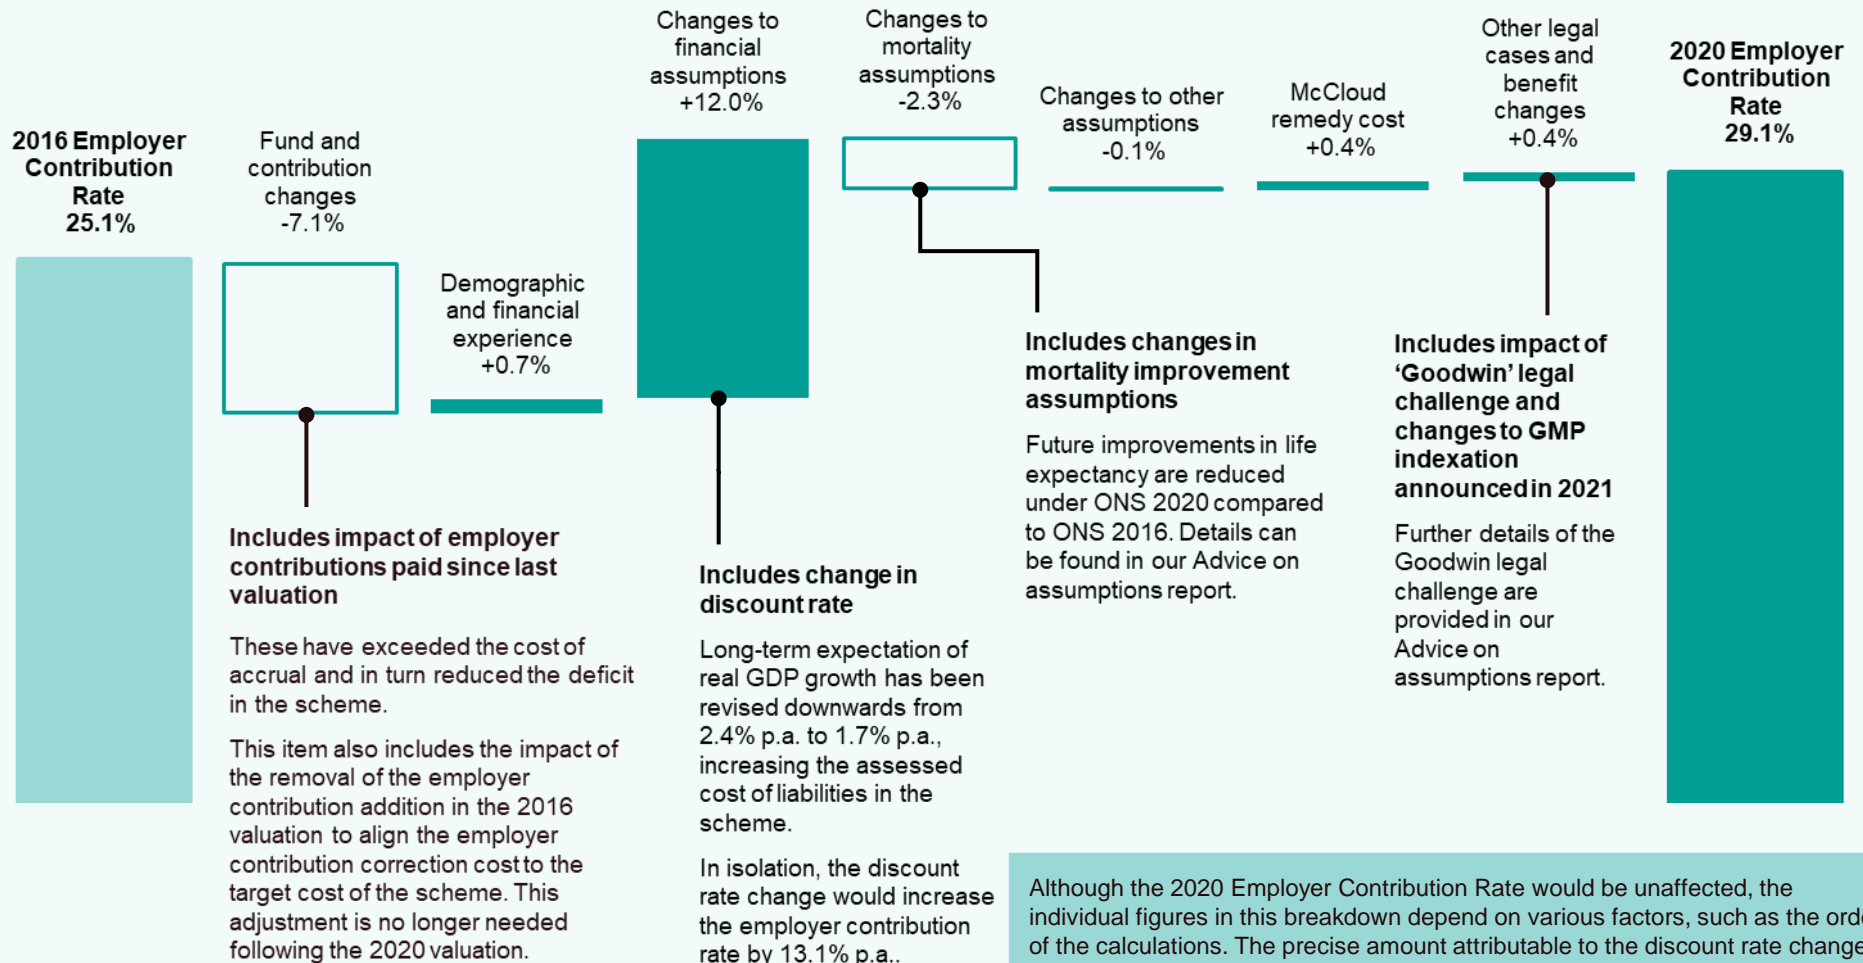 2016 Employer
Contribution
Rate
25.1%
Fund and
contribution
changes
-7.1%
Demographic
and financial
experience
+0.7%
Changes to
financial
assumptions
+12.0%
Changes to
mortality
assumptions
-2.3%
Changes to other
assumptions
-0.1%
McCloud
remedy cost
+0.4%
Other legal
cases and
benefit
changes
+0.4%
2020 Employer
Contribution
Rate
29.1%
Includes impact of employer
contributions paid since last
valuation
These have exceeded the cost of
accrual and in turn reduced the deficit
in the scheme.
This item also includes the impact of
the removal of the employer
contribution addition in the 2016
valuation to align the employer
contribution correction cost to the
target cost of the scheme. This
adjustment is no longer needed
following the 2020 valuation.
Includes change in
discount rate
Long-term expectation of
real GDP growth has been
revised downwards from
2.4% p.a. to 1.7% p.a.,
increasing the assessed
cost of liabilities in the
scheme.
In isolation, the discount
rate change would increase
the employer contribution
rate by 13.1% p.a..
Includes changes in
mortality improvement
assumptions
Future improvements in life
expectancy are reduced
under ONS 2020 compared
to ONS 2016. Details can
be found in our Advice on
assumptions report.
Includes impact of
‘Goodwin’ legal
challenge and
changes to GMP
indexation
announced in 2021
Further details of the
Goodwin legal
challenge are
provided in our
Advice on
assumptions report.
Although the 2020 Employer Contribution Rate would be unaffected, the
individual figures in this breakdown depend on various factors, such as the
of the calculations. The precise amount attributable to the discount rate change